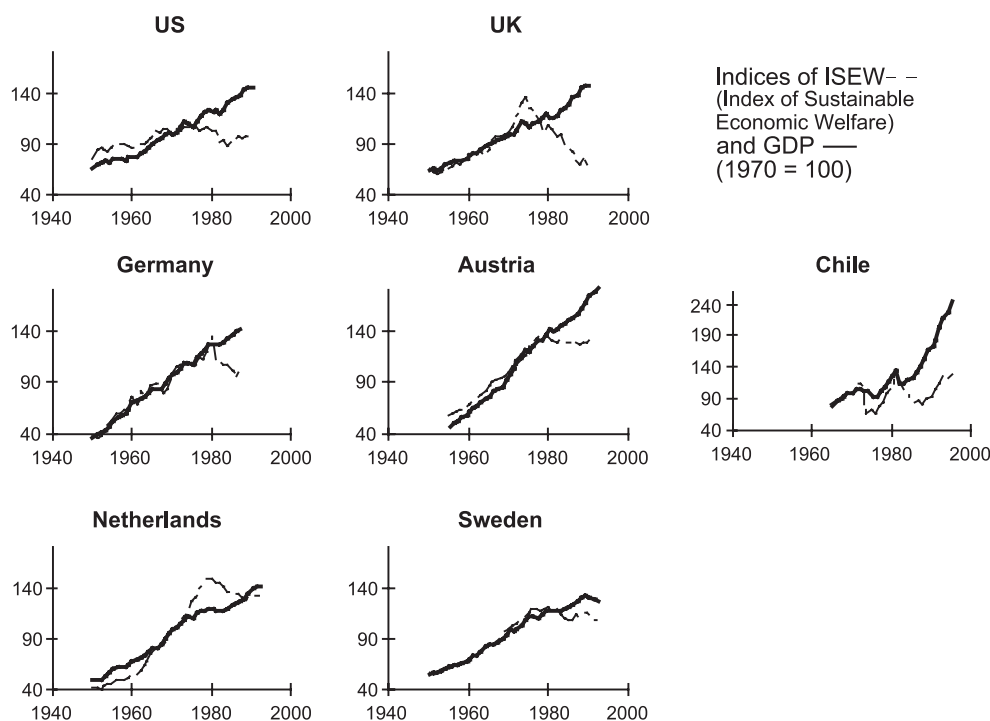 US
140
90
40
1940 1960 1980 2000
UK
140
90
40
1940 1960 1980 2000
Indices of ISEW– –
(Index of Sustainable
Economic Welfare)
and GDP —
(1970 = 100)
Germany
140
90
40
1940 1960 1980 2000
Austria
140
90
40
1940 1960 1980 2000
Chile
240
190
140
90
40
1940 1960 1980 2000
Netherlands
140
90
40
1940 1960 1980 2000
Sweden
140
90
40
1940 1960 1980 2000